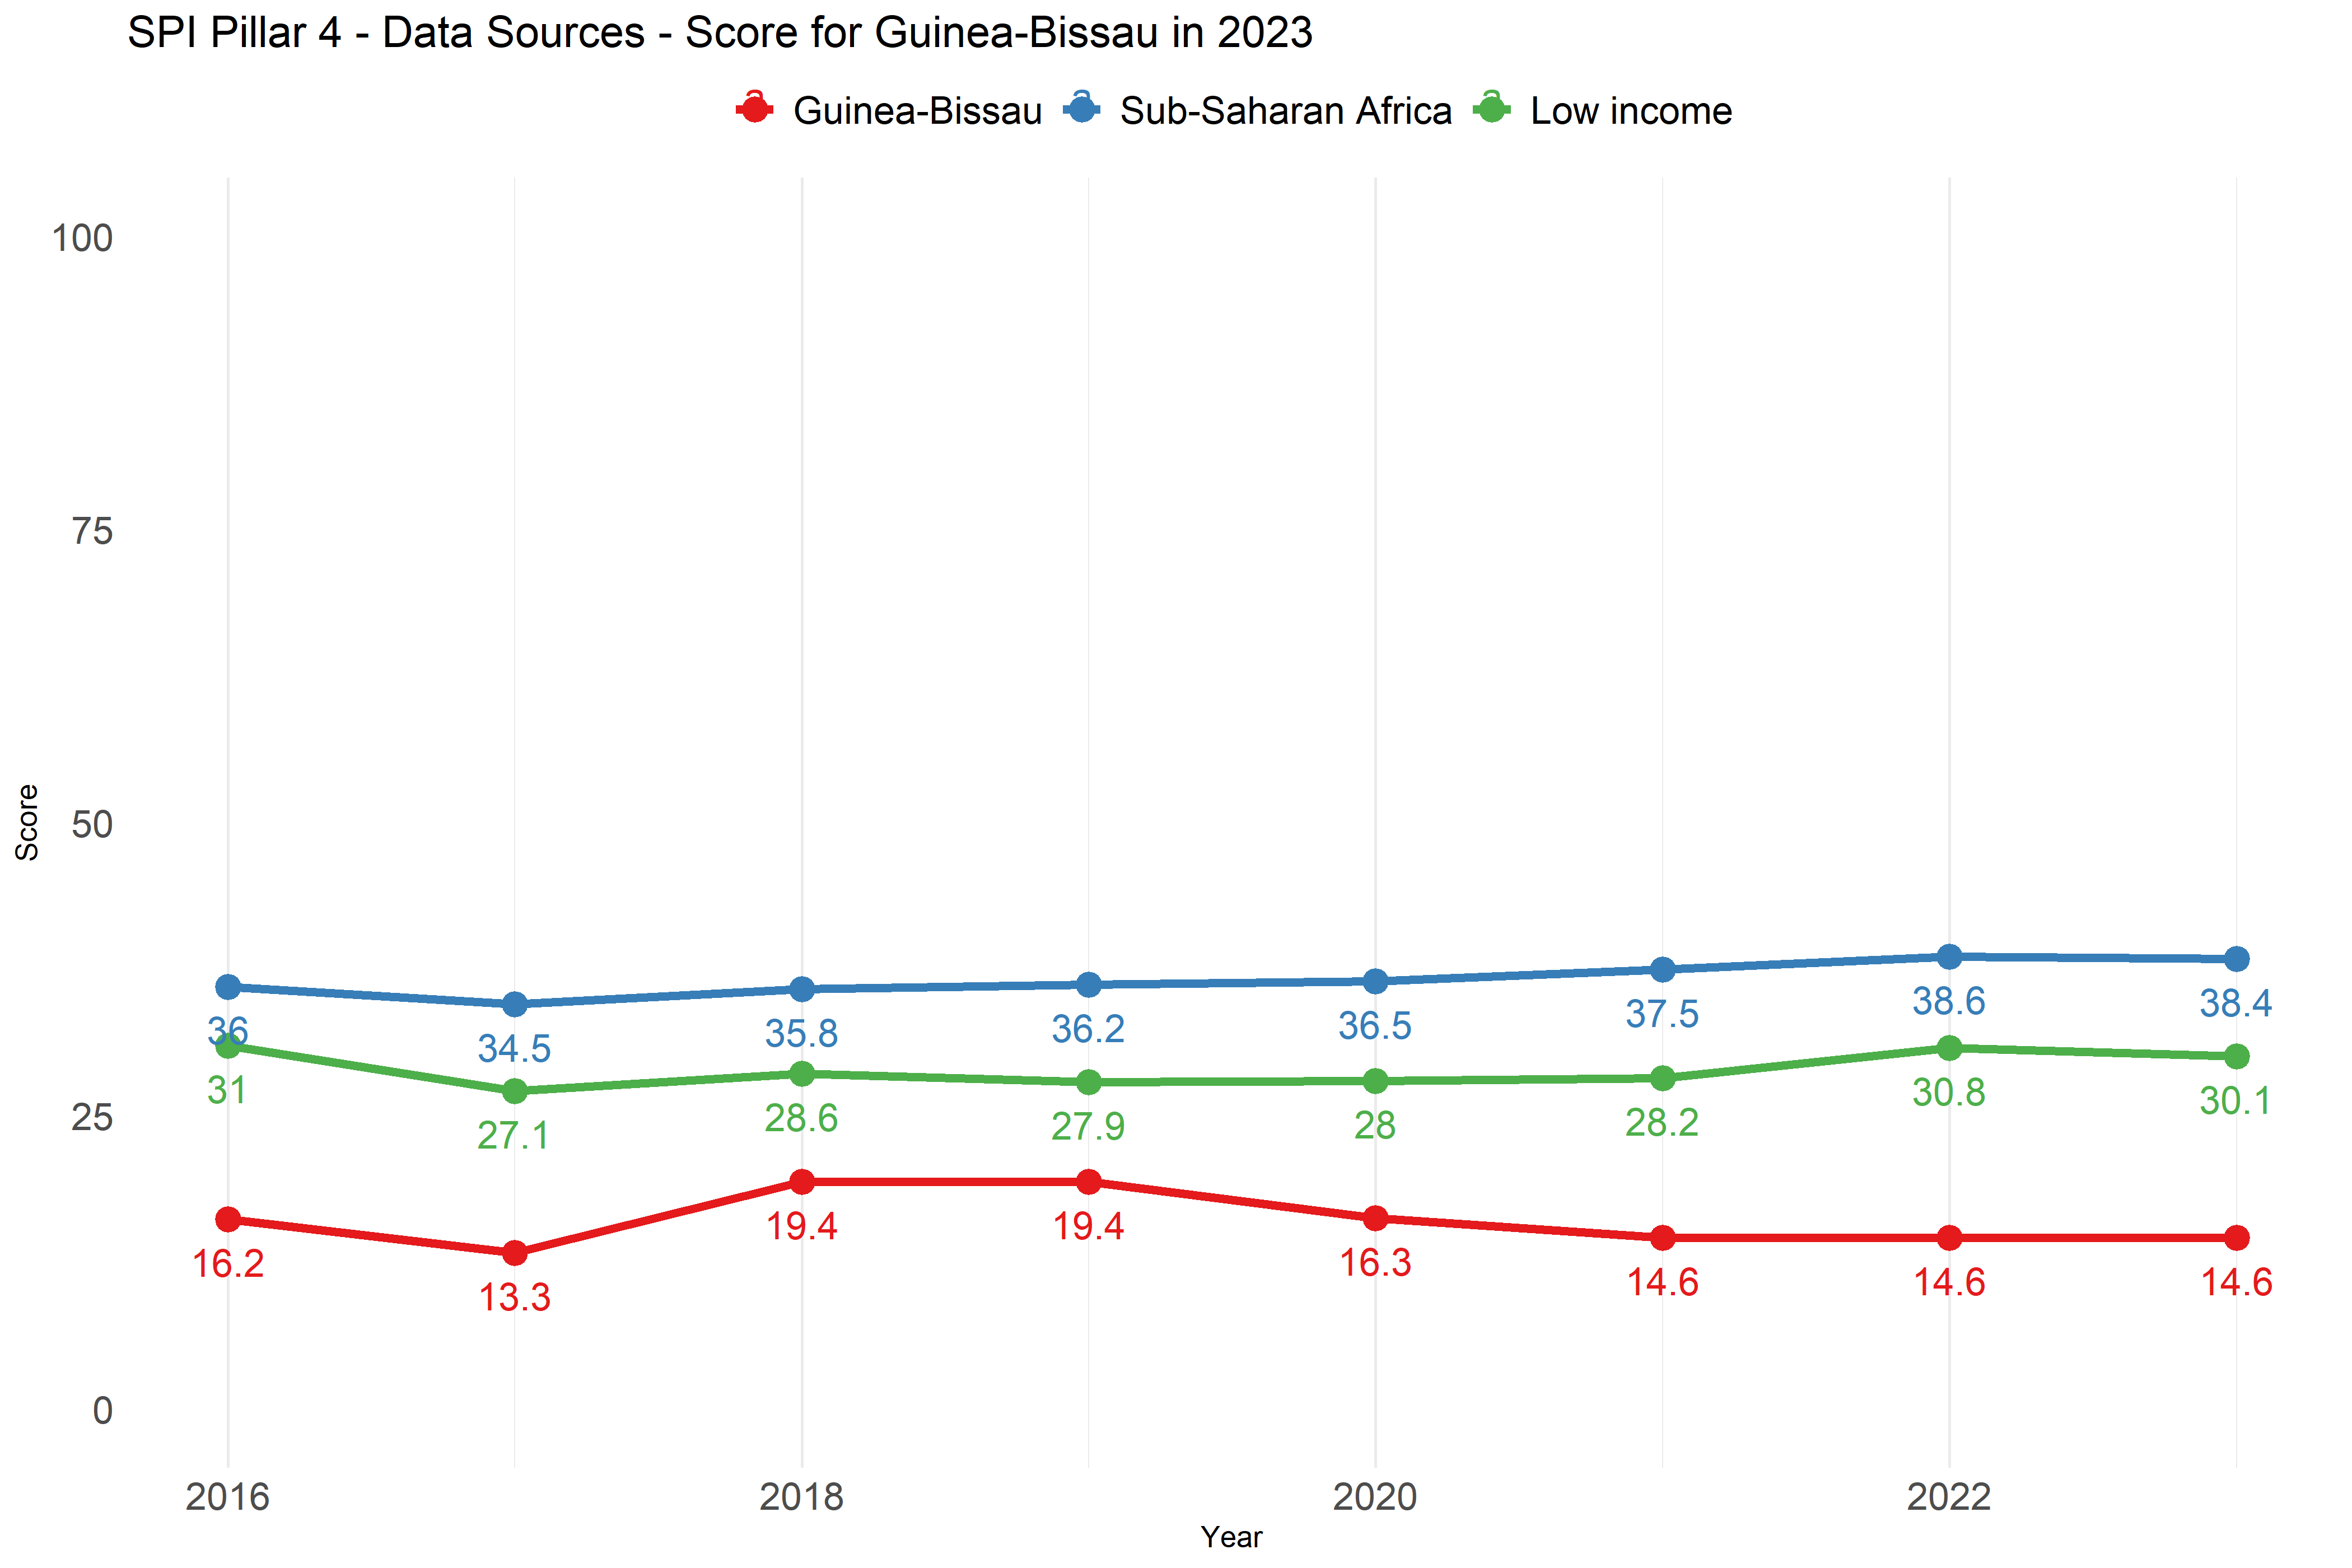 SPI Pillar 4 - Data Sources - Score for Guinea-Bissau in 2023
Guinea-Bissau Sub-Saharan Africa Low income
100
75
50
25
0
Score
36 34.5 35.8 36.2 36.5 37.5 38.6 38.4
31 27.1 28.6 27.9 28 28.2 30.8 30.1
16.2 13.3 19.4 19.4 16.3 14.6 14.6 14.6
2016 2018 2020 2022
Year